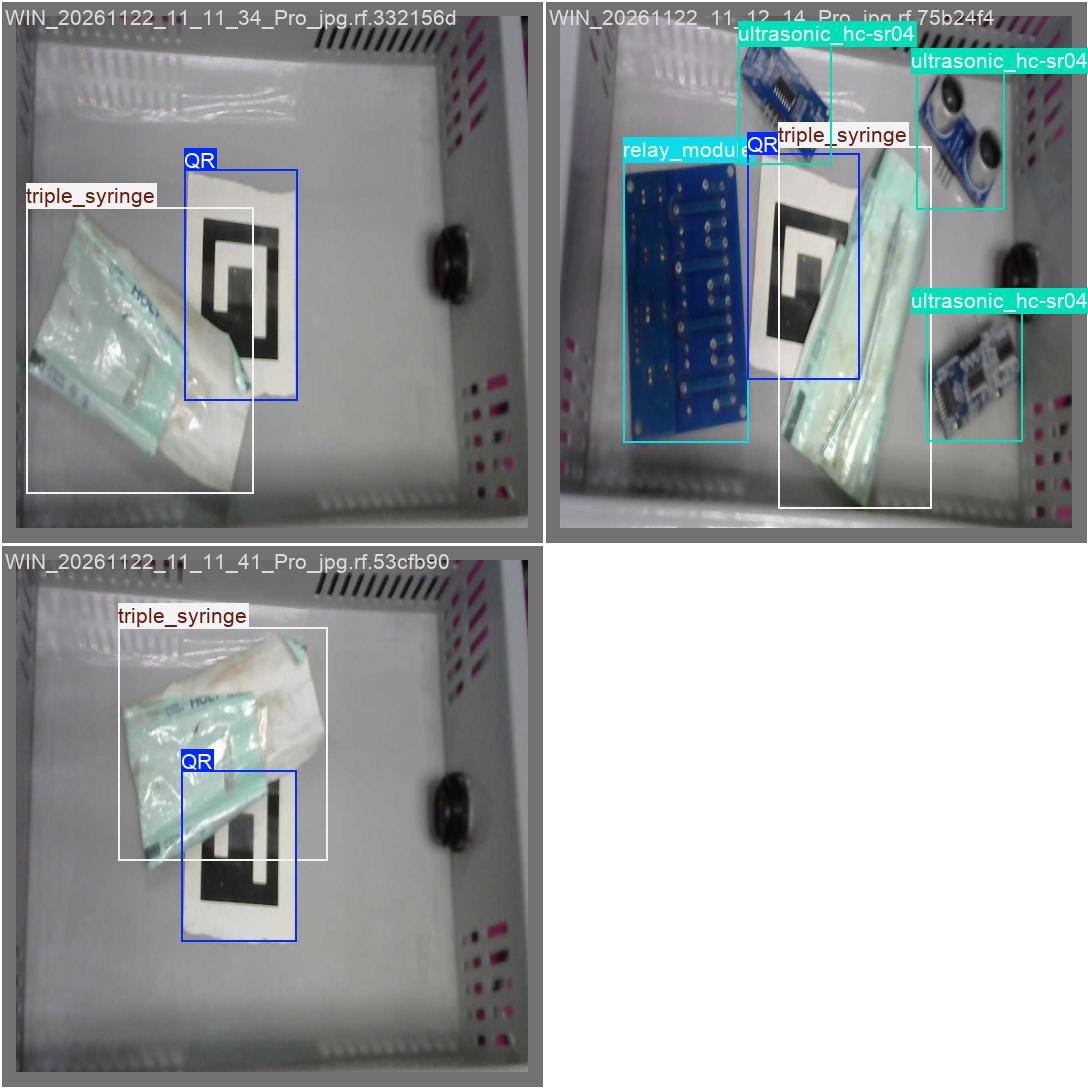 WIN_20261122_11_11_34_Pro_jpg.rf.332156d
QR
triple_syringe
HOLY
WIN_20261122_11_12_14_Pro_jpg.rf.75b24f4
ultrasonic_hc-sr04
ultrasonic_hc-sr04
triple_syringe
QR
relay_module
ultrasonic_hc-sr04
WIN_20261122_11_11_41_Pro_jpg.rf.53cfb90
triple_syringe
QR